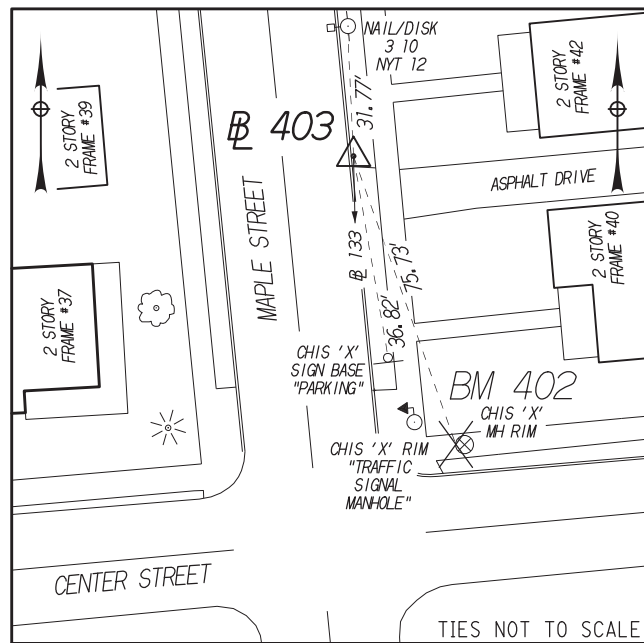 NAIL/DISK
3 10
NYT 12
31.77'
2 STORY
FRAME #42
2 STORY
FRAME #39
BL 403
ASPHALT DRIVE
MAPLE STREET
BL 133
75.73'
36.82'
2 STORY
FRAME #40
2 STORY
FRAME #37
CHIS 'X'
SIGN BASE
"PARKING"
BM 402
CHIS 'X'
MH RIM
CHIS 'X' RIM
"TRAFFIC
SIGNAL
MANHOLE"
CENTER STREET
TIES NOT TO SCALE